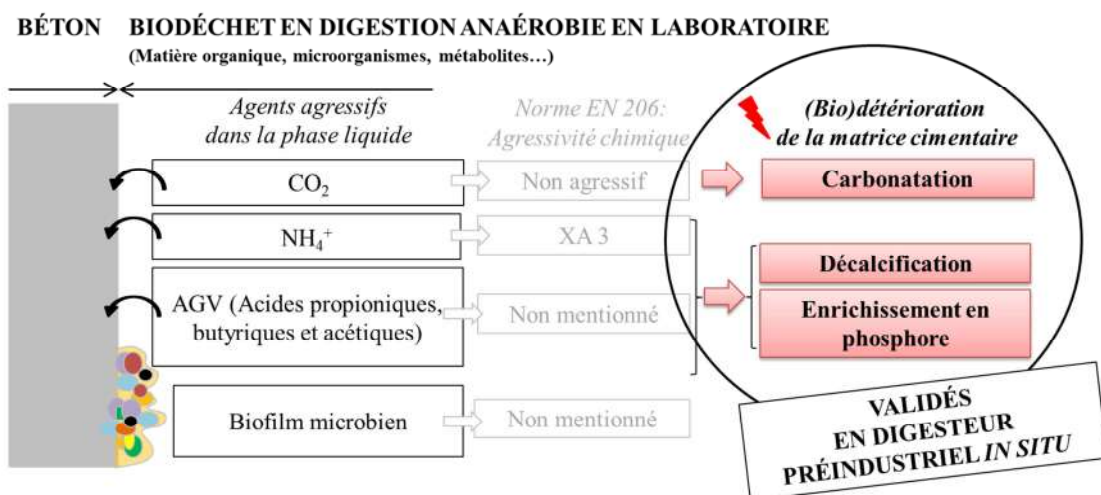 BÉTON BIODÉCHET EN DIGESTION ANAÉROBIE EN LABORATOIRE
(Matière organique, microorganismes, métabolites…)
Agents agressifs
dans la phase liquide
Norme EN 206:
Agressivité chimique
(Bio)détérioration
de la matrice cimentaire
CO₂
Non agressif
Carbonatation
NH₄⁺
XA 3
Décalcification
AGV (Acides propioniques,
butyriques et acétiques)
Non mentionné
Enrichissement en
phosphore
Biofilm microbien
Non mentionné
VALIDÉS
EN DIGESTEUR
PRÉINDUSTRIEL IN SITU